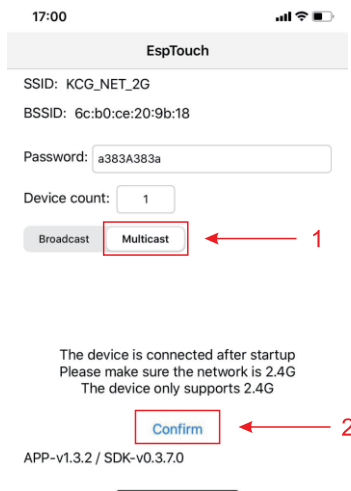 17:00
EspTouch
SSID: KCG_NET_2G
BSSID: 6c:b0:ce:20:9b:18
Password: a383A383a
Device count: 1
Broadcast Multicast 1
The device is connected after startup
Please make sure the network is 2.4G
The device only supports 2.4G
Confirm 2
APP-v1.3.2 / SDK-v0.3.7.0